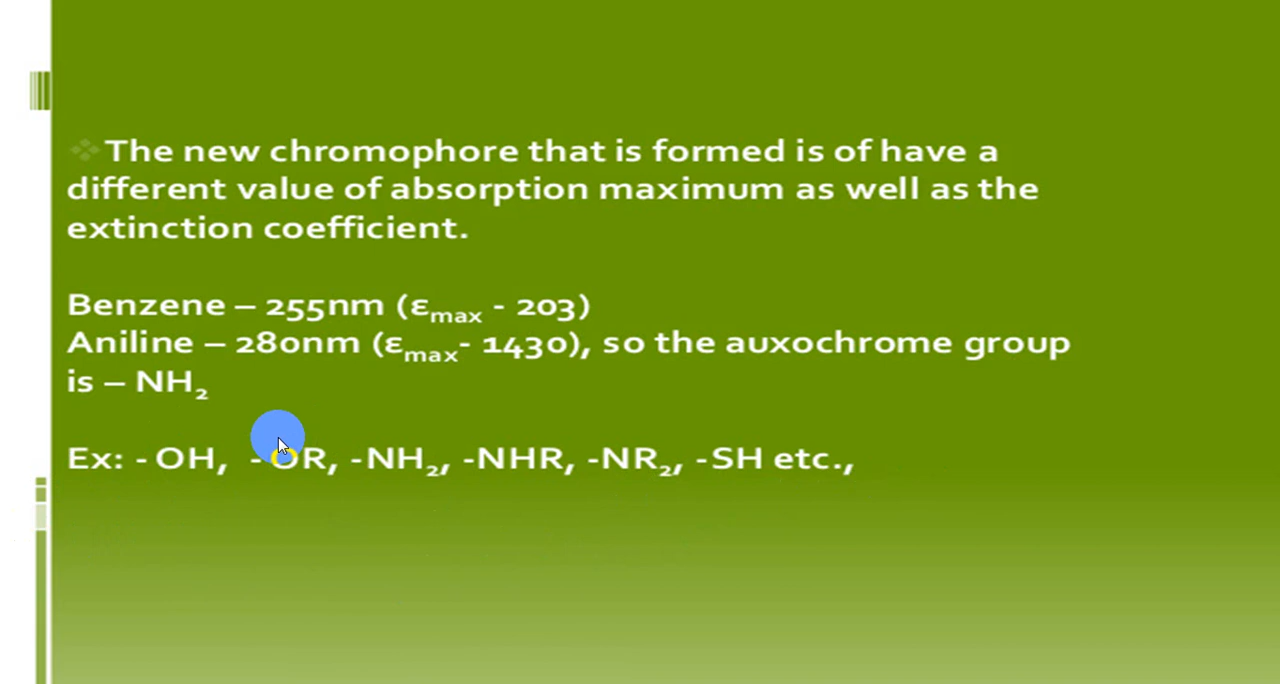 The new chromophore that is formed is of have a
different value of absorption maximum as well as the
extinction coefficient.
Benzene – 255nm (εmax - 203)
Aniline – 280nm (εmax- 1430), so the auxochrome group
is – NH2
Ex: - OH, - OR, -NH2, -NHR, -NR2, -SH etc.,